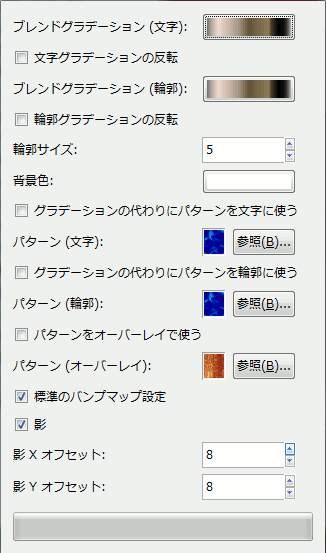 ブレンドグラデーション (文字):
文字グラデーションの反転
ブレンドグラデーション (輪郭):
輪郭グラデーションの反転
輪郭サイズ: 5
背景色:
グラデーションの代わりにパターンを文字に使う
パターン (文字): 参照(B)...
グラデーションの代わりにパターンを輪郭に使う
パターン (輪郭): 参照(B)...
パターンをオーバーレイで使う
パターン (オーバーレイ): 参照(B)...
標準のバンプマップ設定
影
影 X オフセット: 8
影 Y オフセット: 8